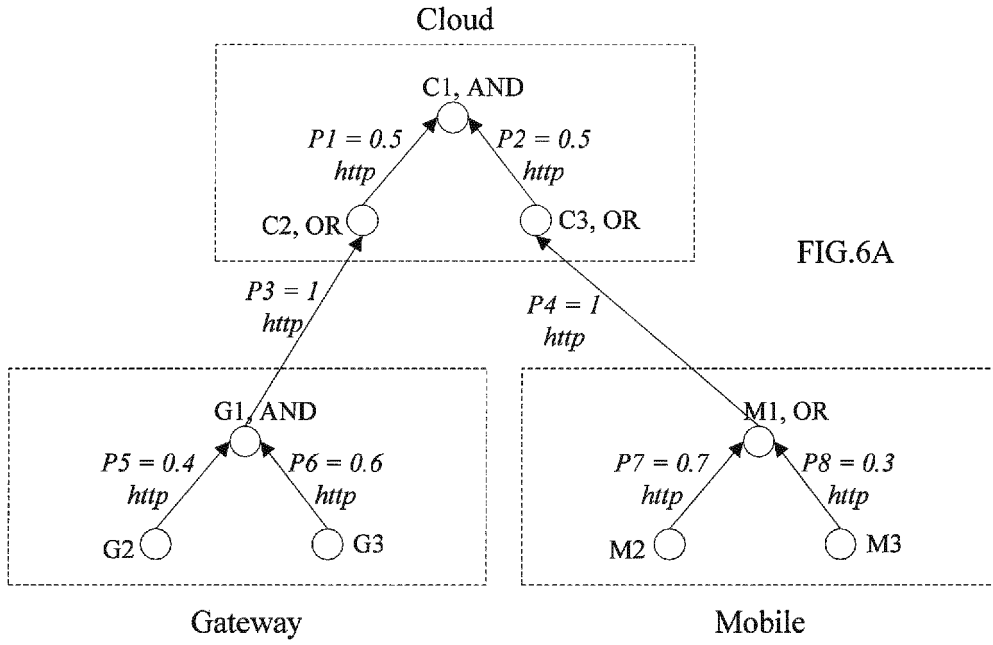 Cloud
C1, AND
P1 = 0.5
http
P2 = 0.5
http
C2, OR
C3, OR
FIG.6A
P3 = 1
http
P4 = 1
http
G1, AND
P5 = 0.4
http
P6 = 0.6
http
G2
G3
M1, OR
P7 = 0.7
http
P8 = 0.3
http
M2
M3
Gateway
Mobile